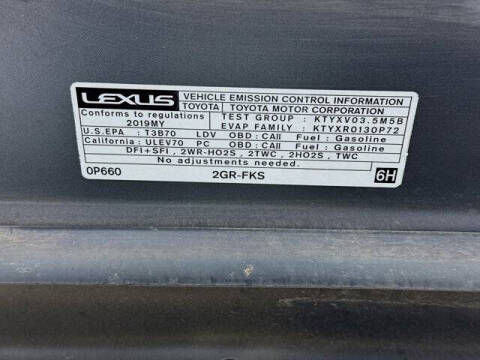 LEXUS VEHICLE EMISSION CONTROL INFORMATION
TOYOTA TOYOTA MOTOR CORPORATION
Conforms to regulations TEST GROUP : KTYXV03.5M5B
2019MY EVAP FAMILY : KTYXR0130P72
U.S.EPA : T3B70 LDV OBD : CAII Fuel : Gasoline
California : ULEV70 PC OBD : CAII Fuel : Gasoline
DFI+SFI , 2WR-HO2S , 2TWC , 2HO2S , TWC
No adjustments needed.
0P660 2GR-FKS 6H